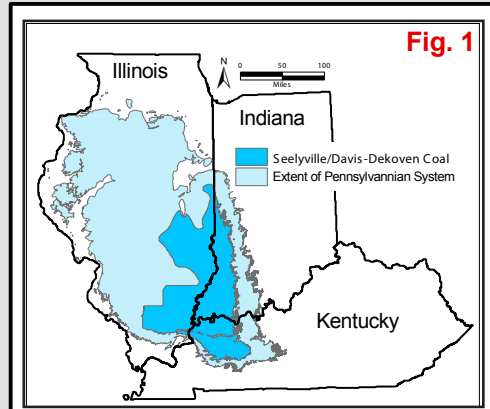 Fig. 1
Illinois
N
0 50 100
Miles
Indiana
Seelyville/Davis-Dekoven Coal
Extent of Pennsylvannian System
Kentucky